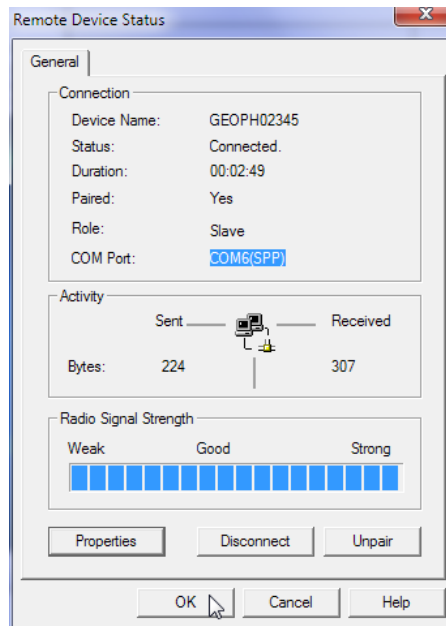 Remote Device Status
General
Connection
Device Name: GEOPH02345
Status: Connected.
Duration: 00:02:49
Paired: Yes
Role: Slave
COM Port: COM6(SPP)
Activity
Sent Received
Bytes: 224 307
Radio Signal Strength
Weak Good Strong
Properties Disconnect Unpair
OK Cancel Help